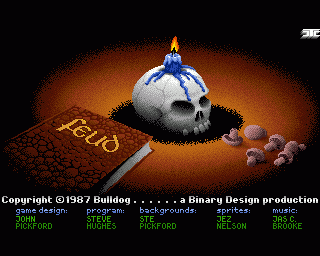 feud
Copyright ©1987 Bulldog . . . . . . a Binary Design production
game design: program: backgrounds: sprites: music:
JOHN STEVE STE JEZ JAS C.
PICKFORD HUGHES PICKFORD NELSON BROOKE